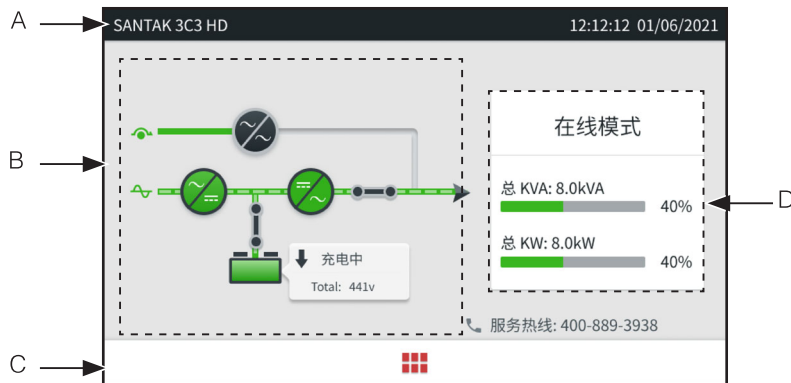 A
SANTAK 3C3 HD
12:12:12 01/06/2021
B
在线模式
总 KVA: 8.0kVA
40%
总 KW: 8.0kW
40%
D
充电中
Total: 441v
服务热线: 400-889-3938
C